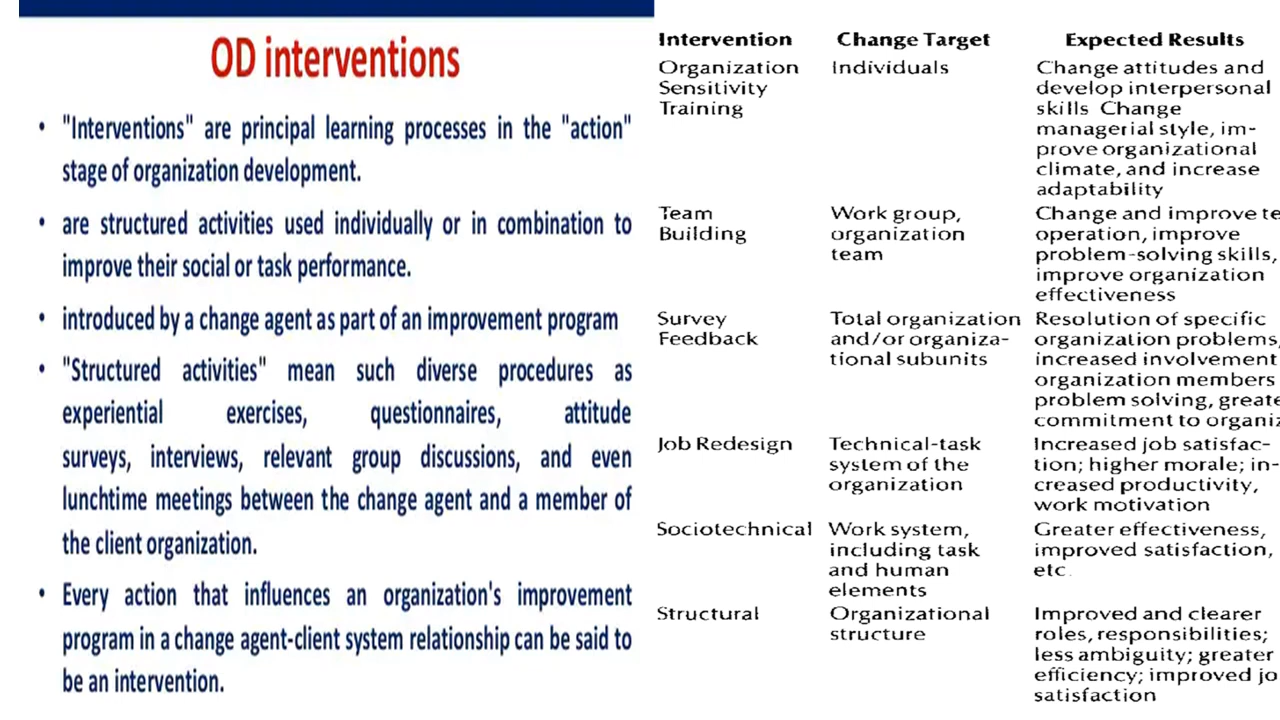 OD interventions
• "Interventions" are principal learning processes in the "action"
stage of organization development.
• are structured activities used individually or in combination to
improve their social or task performance.
• introduced by a change agent as part of an improvement program
• "Structured activities" mean such diverse procedures as
experiential exercises, questionnaires, attitude
surveys, interviews, relevant group discussions, and even
lunchtime meetings between the change agent and a member of
the client organization.
• Every action that influences an organization's improvement
program in a change agent-client system relationship can be said to
be an intervention.
Intervention Change Target Expected Results
Organization Individuals Change attitudes and
Sensitivity develop interpersonal
Training skills Change
managerial style, im-
prove organizational
climate, and increase
adaptability
Team Work group, Change and improve
Building organization operation, improve
team problem-solving skills,
improve organization
effectiveness
Survey Total organization Resolution of specific
Feedback and/or organiza- organization problems,
tional subunits increased involvement
organization members
problem solving,
commitment to
Job Redesign Technical-task Increased job satisfac-
system of the tion; higher morale; in-
organization creased productivity,
work motivation
Sociotechnical Work system, Greater effectiveness,
including task improved satisfaction,
and human etc.
elements
Structural Organizational Improved and clearer
structure roles, responsibilities;
less ambiguity; greater
efficiency; improved
satisfaction